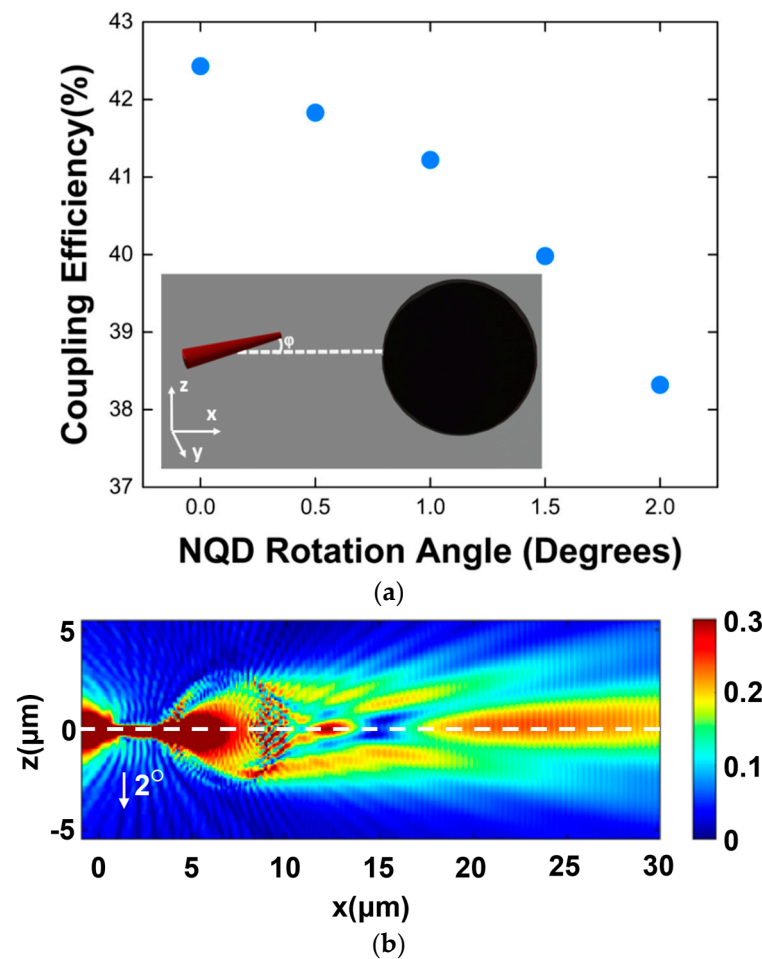 43
42
41
40
39
38
37
Coupling Efficiency(%)
φ
z
x
y
0.0 0.5 1.0 1.5 2.0
NQD Rotation Angle (Degrees)
(a)
5
0
-5
z(μm)
2°
0 5 10 15 20 25 30
x(μm)
0.3
0.2
0.1
0
(b)